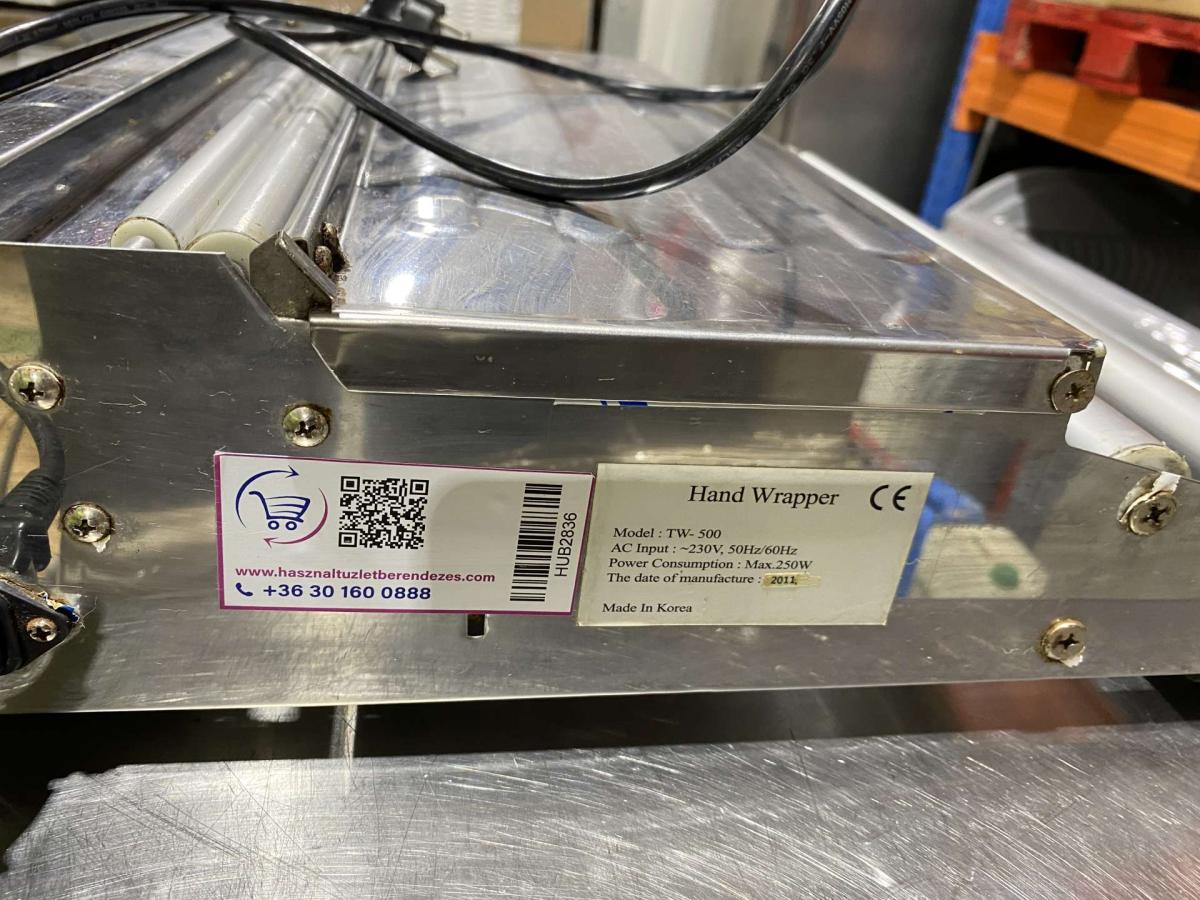 www.hasznaltuzletberendezes.com
+36 30 160 0888
HUB2836
Hand Wrapper CE
Model : TW- 500
AC Input : ~230V, 50Hz/60Hz
Power Consumption : Max.250W
The date of manufacture : 2011.
Made In Korea